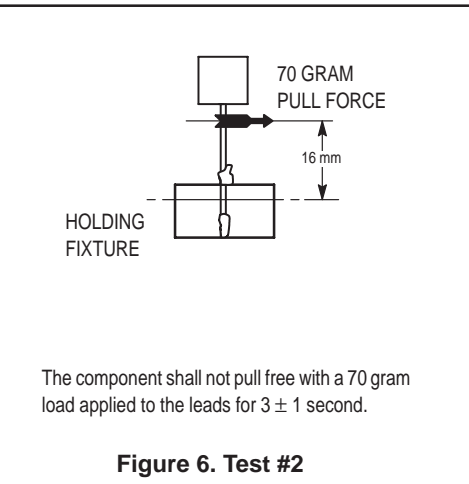 70 GRAM
PULL FORCE
16 mm
HOLDING
FIXTURE
The component shall not pull free with a 70 gram
load applied to the leads for 3 ± 1 second.
Figure 6. Test #2